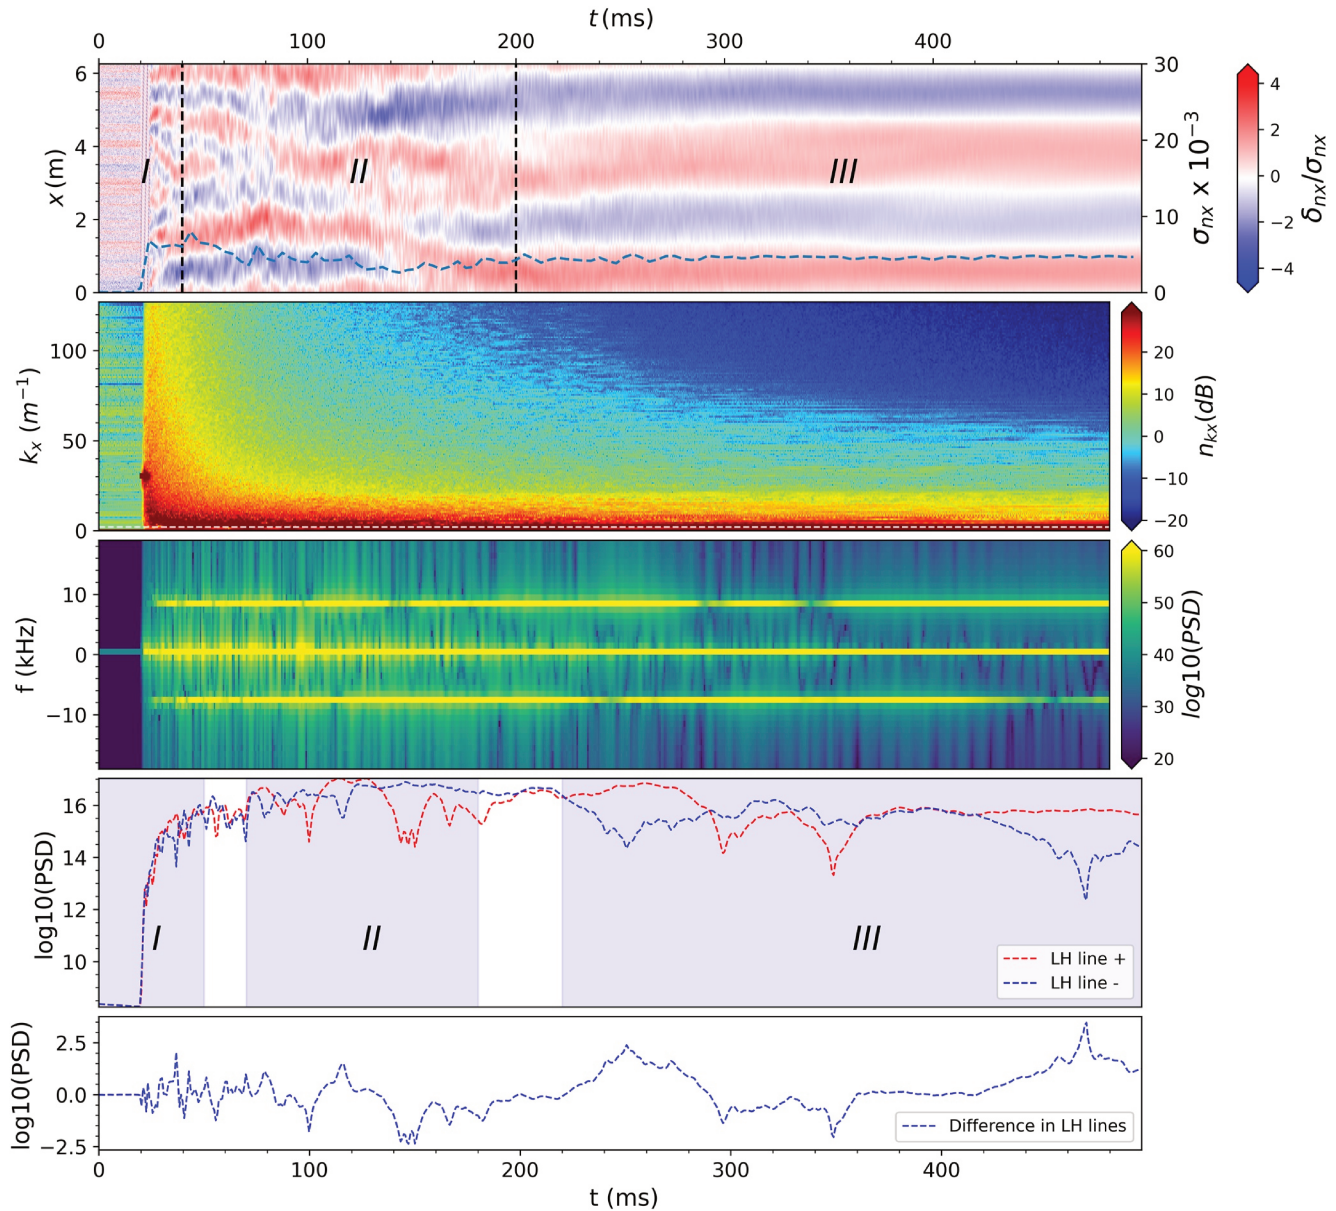 t (ms)
0 100 200 300 400
6 4 2 0
x (m)
I II III
30 20 10 0
σnx x 10⁻³
4 2 0 −2 −4
δnx/σnx
100 50 0
kx (m⁻¹)
20 10 0 −10 −20
nkx(dB)
10 0 −10
f (kHz)
60 50 40 30 20
log10(PSD)
16 14 12 10
log10(PSD)
I II III
LH line +
LH line -
2.5 0.0 −2.5
log10(PSD)
Difference in LH lines
0 100 200 300 400
t (ms)